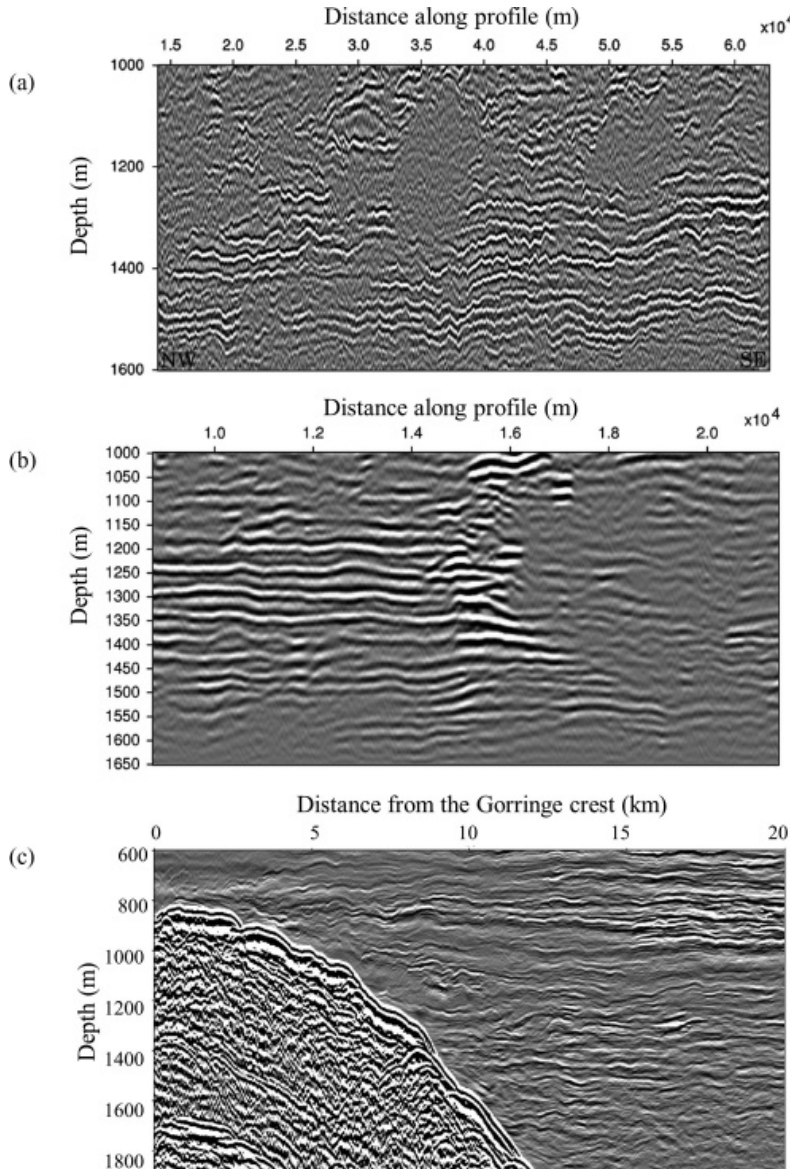 Distance along profile (m)
x10⁴
1.5 2.0 2.5 3.0 3.5 4.0 4.5 5.0 5.5 6.0
(a)
1000
1200
Depth (m)
1400
1600
NW SE
Distance along profile (m)
x10⁴
1.0 1.2 1.4 1.6 1.8 2.0
(b)
1000
1050
1100
1150
1200
1250
Depth (m)
1300
1350
1400
1450
1500
1550
1600
1650
Distance from the Gorringe crest (km)
0 5 10 15 20
(c)
600
800
1000
Depth (m)
1200
1400
1600
1800